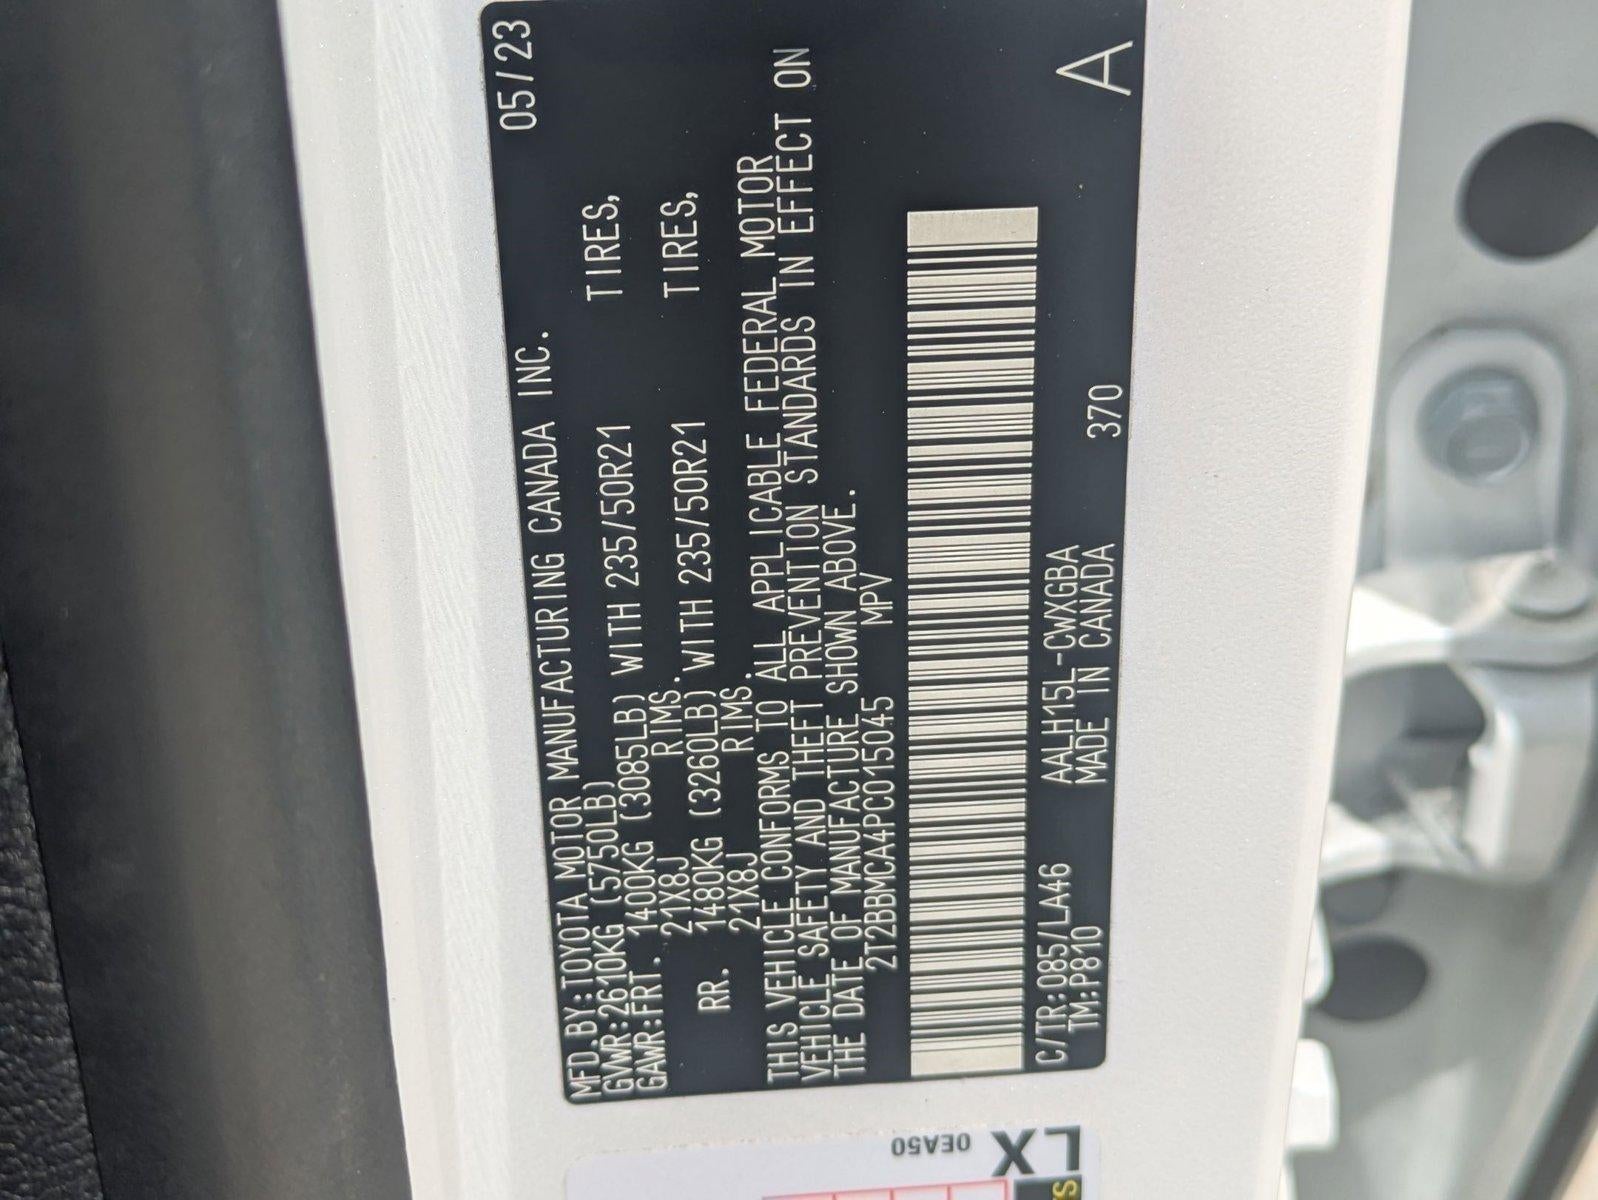 MFD.BY:TOYOTA MOTOR MANUFACTURING CANADA INC. 05/23
GVWR:2610KG (5750LB)
GAWR:FRT. 1400KG (3085LB) WITH 235/50R21 TIRES,
21X8J RIMS.
RR. 1480KG (3260LB) WITH 235/50R21 TIRES,
21X8J RIMS.
THIS VEHICLE CONFORMS TO ALL APPLICABLE FEDERAL MOTOR
VEHICLE SAFETY AND THEFT PREVENTION STANDARDS IN EFFECT ON
THE DATE OF MANUFACTURE SHOWN ABOVE.
2T2BBMCA4PC015045 MPV
C/TR:085/LA46 AALH15L-CWXGBA
TM:P810 MADE IN CANADA 370 A
LX
0EA50